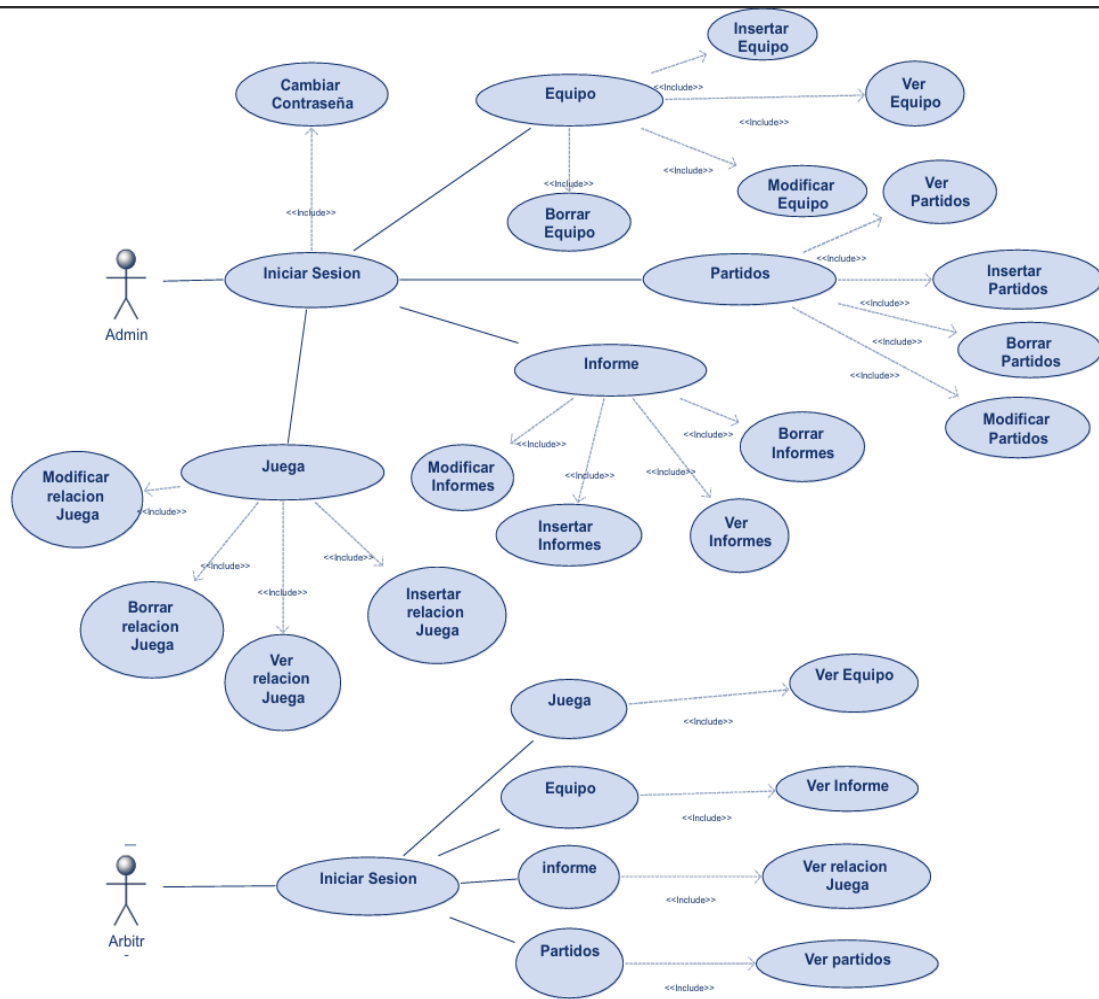 Insertar
Equipo
Cambiar
Contraseña
Equipo
<<Include>>
Ver
Equipo
<<Include>>
<<Include>>
<<Include>>
Modificar
Equipo
Ver
Partidos
Borrar
Equipo
<<Include>>
Admin
Iniciar Sesion
Partidos
<<Include>>
<<Include>>
Insertar
Partidos
<<Include>>
<<Include>>
<<Include>>
Borrar
Partidos
Modificar
Partidos
Informe
<<Include>>
<<Include>>
<<Include>>
<<Include>>
Modificar
Informes
Insertar
Informes
Ver
Informes
Borrar
Informes
Juega
Modificar
relacion
Juega
<<Include>>
<<Include>>
<<Include>>
<<Include>>
Borrar
relacion
Juega
Ver
relacion
Juega
Insertar
relacion
Juega
Juega
<<Include>>
Ver Equipo
Equipo
<<Include>>
Ver Informe
Arbitr
Iniciar Sesion
informe
<<Include>>
Ver relacion
Juega
Partidos
<<Include>>
Ver partidos